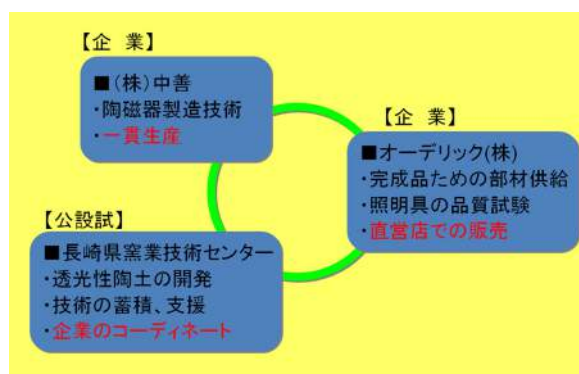 【企　業】
■(株)中善
・陶磁器製造技術
・一貫生産
【企　業】
■オーデリック(株)
・完成品ための部材供給
・照明具の品質試験
・直営店での販売
【公設試】
■長崎県窯業技術センター
・透光性陶土の開発
・技術の蓄積、支援
・企業のコーディネート